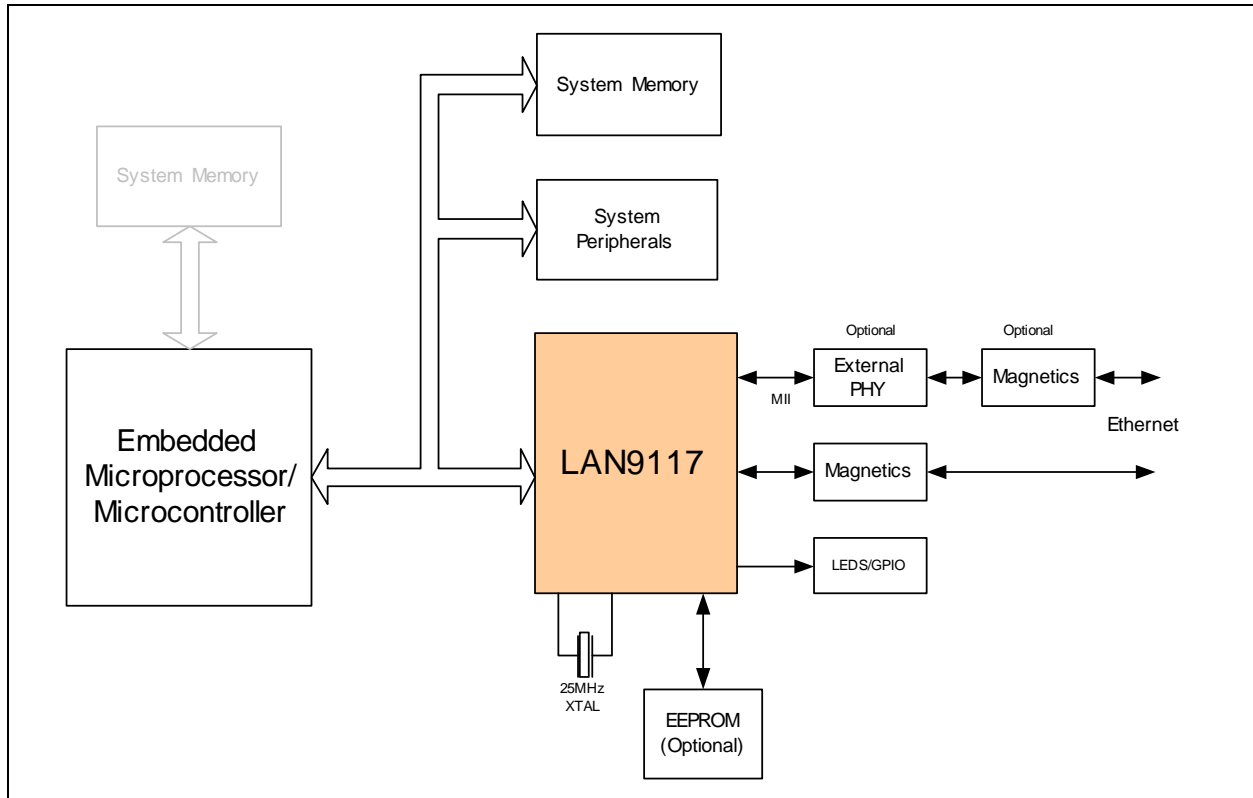 System Memory
System Memory
System
Peripherals
Embedded
Microprocessor/
Microcontroller
LAN9117
Optional
Optional
External
PHY
Magnetics
MII
Ethernet
Magnetics
LEDS/GPIO
25MHz
XTAL
EEPROM
(Optional)